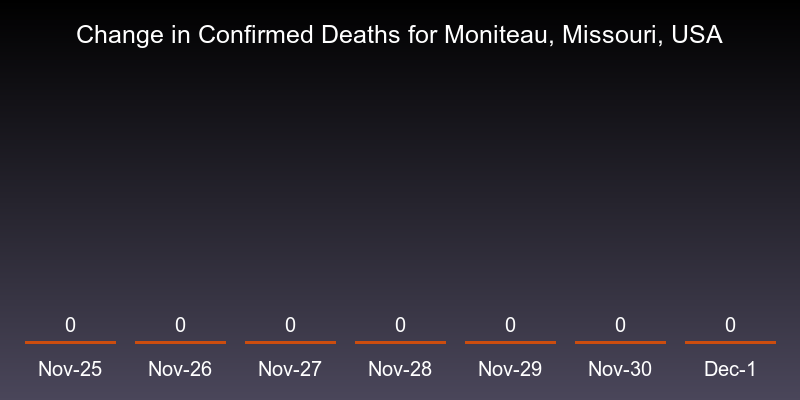 Change in Confirmed Deaths for Moniteau, Missouri, USA
0 0 0 0 0 0 0
Nov-25 Nov-26 Nov-27 Nov-28 Nov-29 Nov-30 Dec-1